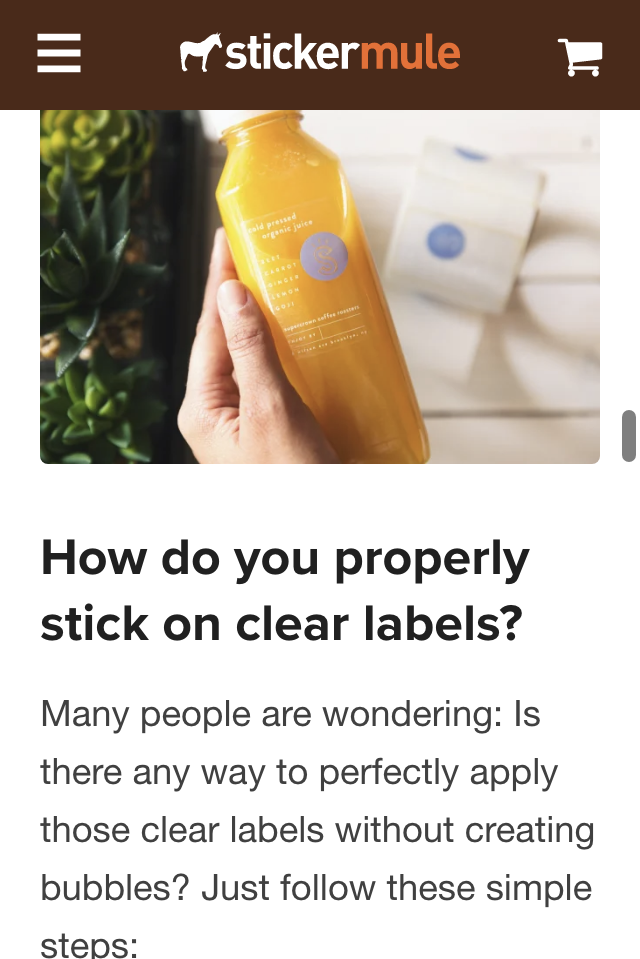 stickermule
cold pressed
organic juice
How do you properly
stick on clear labels?
Many people are wondering: Is
there any way to perfectly apply
those clear labels without creating
bubbles? Just follow these simple
steps: